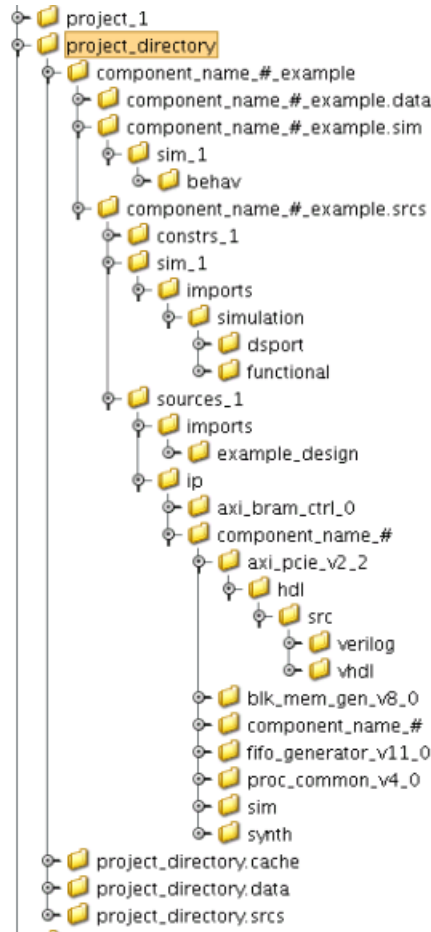 project_1
project_directory
component_name_#_example
component_name_#_example.data
component_name_#_example.sim
sim_1
behav
component_name_#_example.srcs
constrs_1
sim_1
imports
simulation
dsport
functional
sources_1
imports
example_design
ip
axi_bram_ctrl_0
component_name_#
axi_pcie_v2_2
hdl
src
verilog
vhdl
blk_mem_gen_v8_0
component_name_#
fifo_generator_v11_0
proc_common_v4_0
sim
synth
project_directory.cache
project_directory.data
project_directory.srcs